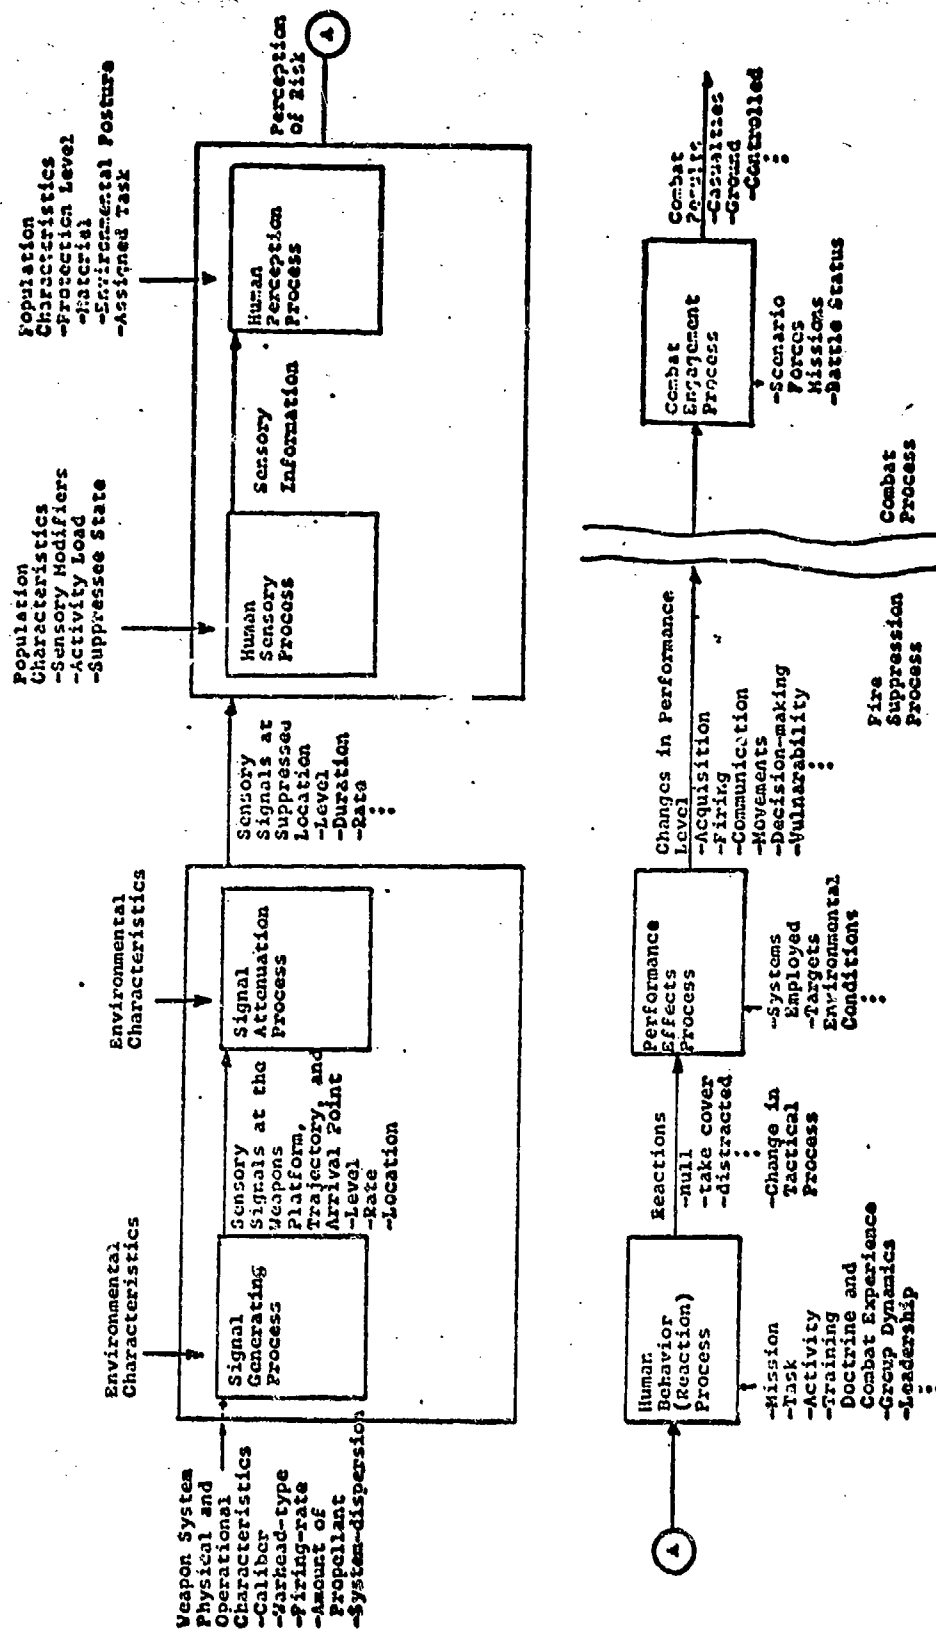 Weapon System
Physical and
Operational
Characteristics
-Caliber
-Warhead-type
-Firing-rate
-Amount of
Propellant
-System-dispersion
Environmental
Characteristics
Signal
Generating
Process
Sensory
Signals at the
Weapons
Platform,
Trajectory, and
Arrival Point
-Level
-Rate
-Location
Environmental
Characteristics
Signal
Attenuation
Process
Sensory
Signals at
Suppressed
Location
-Level
-Duration
-Rate
Population
Characteristics
-Sensory Modifiers
-Activity Load
-Suppressee State
Human
Sensory
Process
Sensory
Information
Population
Characteristics
-Protection Level
-Material
-Environmental Posture
-Assigned Task
Human
Perception
Process
Perception
of Risk
A
A
Human
Behavior
(Reaction)
Process
-Mission
-Task
-Activity
-Training
Doctrine and
Combat Experience
-Group Dynamics
-Leadership
Reactions
-null
-take cover
-distracted
-Change in
Tactical
Process
Performance
Effects
Process
-Systems
Employed
-Targets
Environmental
Conditions
Changes in Performance
Level
-Acquisition
-Firing
-Communication
-Movements
-Decision-making
-Vulnarability
Fire
Suppression
Process
Combat
Process
Combat
Engagement
Process
-Scenario
Forces
Missions
-Battle Status
Combat
Results
-Casualties
-Ground
-Controlled